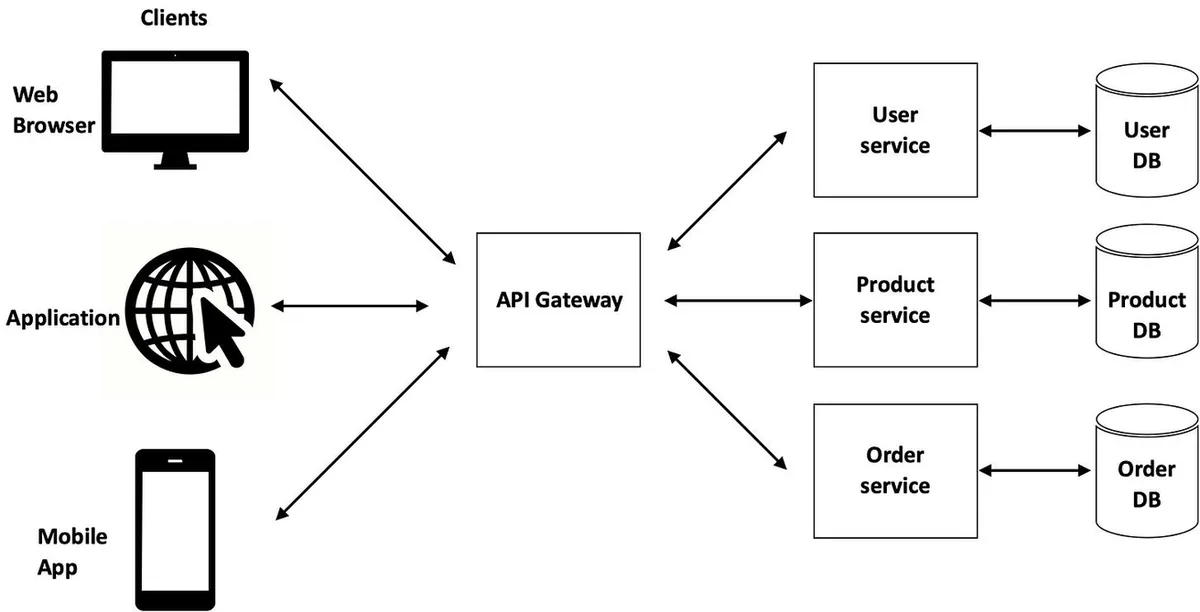 Clients
Web
Browser
Application
Mobile
App
API Gateway
User
service
User
DB
Product
service
Product
DB
Order
service
Order
DB